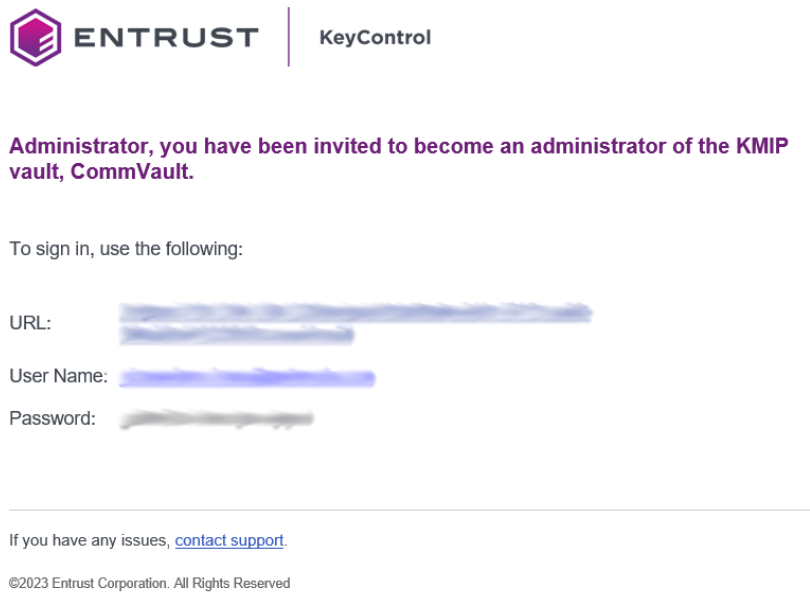 ENTRUST
KeyControl
Administrator, you have been invited to become an administrator of the KMIP
vault, CommVault.
To sign in, use the following:
URL:
User Name:
Password:
If you have any issues, contact support.
©2023 Entrust Corporation. All Rights Reserved